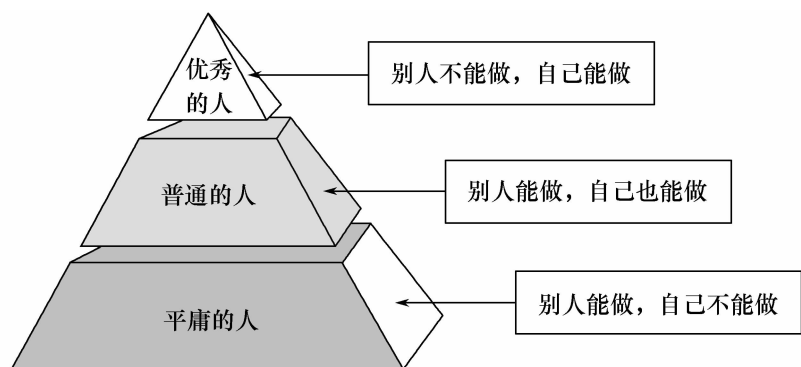 优秀
的人
别人不能做，自己能做
普通的人
别人能做，自己也能做
平庸的人
别人能做，自己不能做